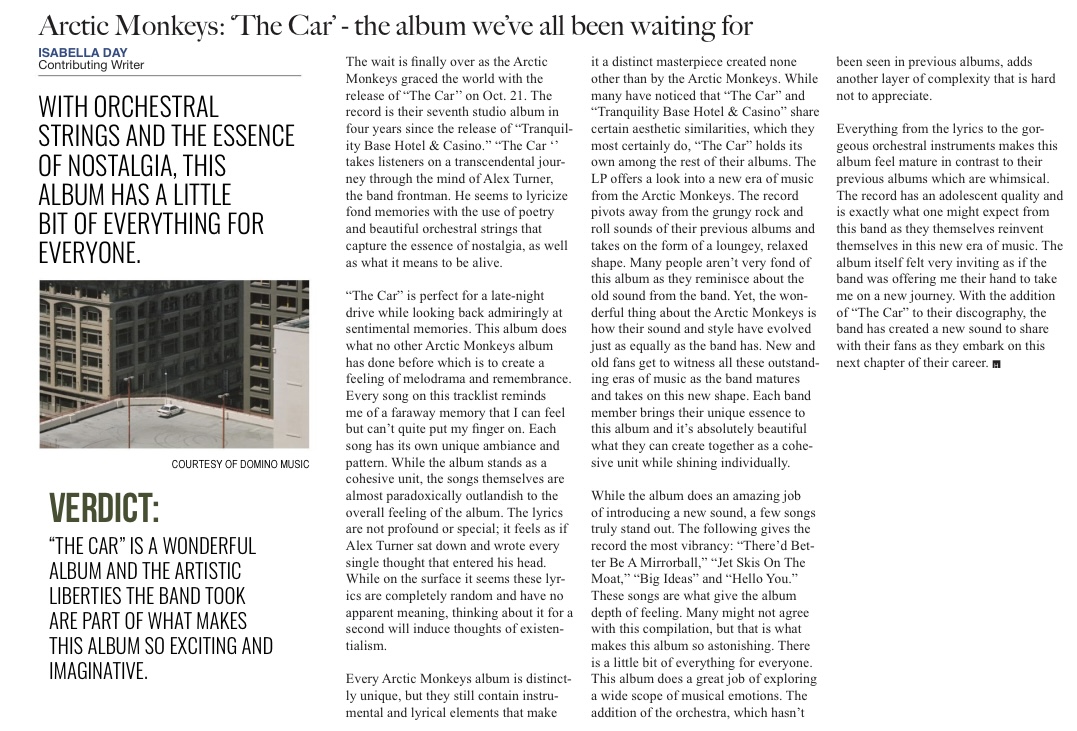 Arctic Monkeys: ‘The Car’ - the album we’ve all been waiting for
ISABELLA DAY
Contributing Writer
WITH ORCHESTRAL
STRINGS AND THE ESSENCE
OF NOSTALGIA, THIS
ALBUM HAS A LITTLE
BIT OF EVERYTHING FOR
EVERYONE.
COURTESY OF DOMINO MUSIC
VERDICT:
“THE CAR” IS A WONDERFUL
ALBUM AND THE ARTISTIC
LIBERTIES THE BAND TOOK
ARE PART OF WHAT MAKES
THIS ALBUM SO EXCITING AND
IMAGINATIVE.
The wait is finally over as the Arctic
Monkeys graced the world with the
release of “The Car” on Oct. 21. The
record is their seventh studio album in
four years since the release of “Tranquil-
ity Base Hotel & Casino.” “The Car ‘’
takes listeners on a transcendental jour-
ney through the mind of Alex Turner,
the band frontman. He seems to lyricize
fond memories with the use of poetry
and beautiful orchestral strings that
capture the essence of nostalgia, as well
as what it means to be alive.
“The Car” is perfect for a late-night
drive while looking back admiringly at
sentimental memories. This album does
what no other Arctic Monkeys album
has done before which is to create a
feeling of melodrama and remembrance.
Every song on this tracklist reminds
me of a faraway memory that I can feel
but can’t quite put my finger on. Each
song has its own unique ambiance and
pattern. While the album stands as a
cohesive unit, the songs themselves are
almost paradoxically outlandish to the
overall feeling of the album. The lyrics
are not profound or special; it feels as if
Alex Turner sat down and wrote every
single thought that entered his head.
While on the surface it seems these lyr-
ics are completely random and have no
apparent meaning, thinking about it for a
second will induce thoughts of existen-
tialism.
Every Arctic Monkeys album is distinct-
ly unique, but they still contain instru-
mental and lyrical elements that make
it a distinct masterpiece created none
other than by the Arctic Monkeys. While
many have noticed that “The Car” and
“Tranquility Base Hotel & Casino” share
certain aesthetic similarities, which they
most certainly do, “The Car” holds its
own among the rest of their albums. The
LP offers a look into a new era of music
from the Arctic Monkeys. The record
pivots away from the grungy rock and
roll sounds of their previous albums and
takes on the form of a loungey, relaxed
shape. Many people aren’t very fond of
this album as they reminisce about the
old sound from the band. Yet, the won-
derful thing about the Arctic Monkeys is
how their sound and style have evolved
just as equally as the band has. New and
old fans get to witness all these outstand-
ing eras of music as the band matures
and takes on this new shape. Each band
member brings their unique essence to
this album and it’s absolutely beautiful
what they can create together as a cohe-
sive unit while shining individually.
While the album does an amazing job
of introducing a new sound, a few songs
truly stand out. The following gives the
record the most vibrancy: “There’d Bet-
ter Be A Mirrorball,” “Jet Skis On The
Moat,” “Big Ideas” and “Hello You.”
These songs are what give the album
depth of feeling. Many might not agree
with this compilation, but that is what
makes this album so astonishing. There
is a little bit of everything for everyone.
This album does a great job of exploring
a wide scope of musical emotions. The
addition of the orchestra, which hasn’t
been seen in previous albums, adds
another layer of complexity that is hard
not to appreciate.
Everything from the lyrics to the gor-
geous orchestral instruments makes this
album feel mature in contrast to their
previous albums which are whimsical.
The record has an adolescent quality and
is exactly what one might expect from
this band as they themselves reinvent
themselves in this new era of music. The
album itself felt very inviting as if the
band was offering me their hand to take
me on a new journey. With the addition
of “The Car” to their discography, the
band has created a new sound to share
with their fans as they embark on this
next chapter of their career.